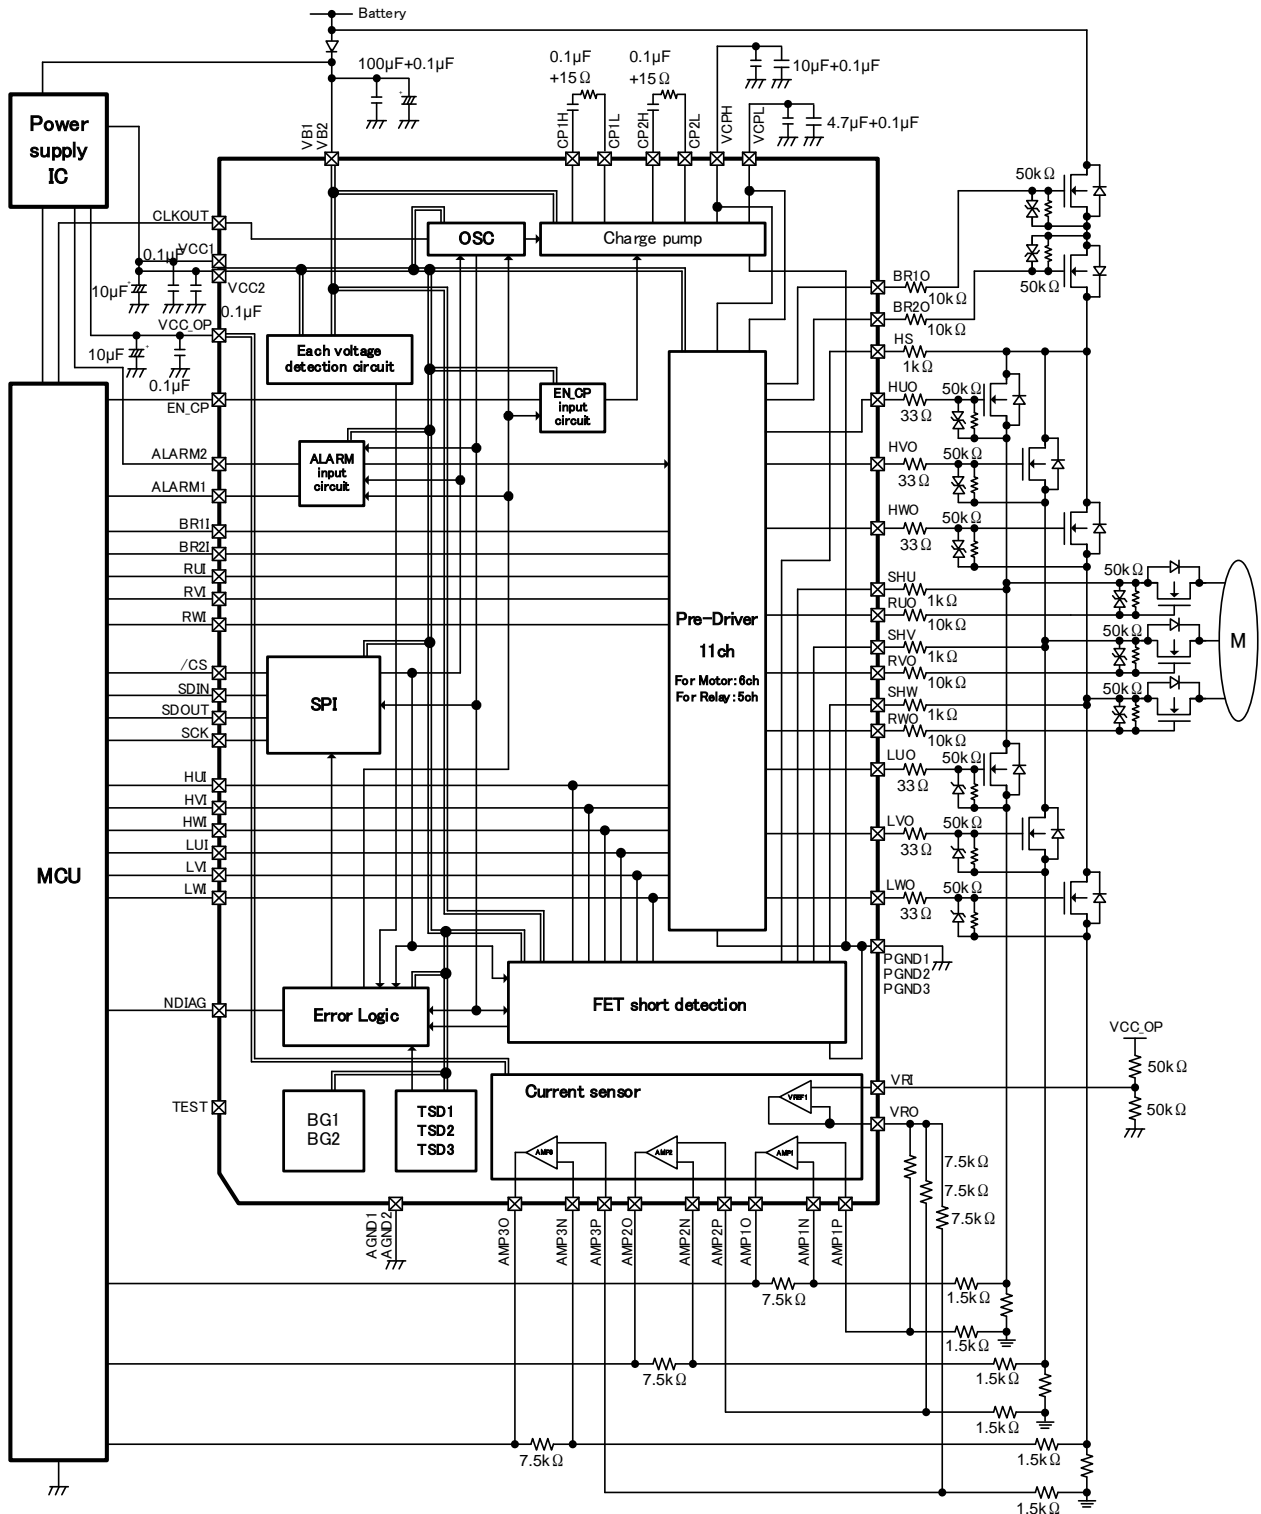 Battery
100µF+0.1µF
0.1µF
+15Ω
0.1µF
+15Ω
10µF+0.1µF
4.7µF+0.1µF
VB1
VB2
CP1H
CP1L
CP2H
CP2L
VCPH
VCPL
Power
supply
IC
CLKOUT
OSC
Charge pump
VCC1
0.1µF
10µF
VCC2
0.1µF
VCC_OP
10µF
0.1µF
Each voltage
detection circuit
EN_CP
EN_CP
input
circuit
ALARM2
ALARM1
ALARM
input
circuit
BR1I
BR2I
RUI
RVI
RWI
/CS
SDIN
SDOUT
SCK
SPI
HUI
HVI
HWI
LUI
LVI
LWI
MCU
NDIAG
TEST
Pre-Driver
11ch
For Motor:6ch
For Relay:5ch
BR1O
10kΩ
BR2O
10kΩ
50kΩ
50kΩ
HS
1kΩ
HUO
33Ω
50kΩ
HVO
33Ω
50kΩ
HWO
33Ω
50kΩ
SHU
1kΩ
RUO
10kΩ
50kΩ
SHV
1kΩ
RVO
10kΩ
50kΩ
SHW
1kΩ
RWO
10kΩ
50kΩ
M
LUO
33Ω
50kΩ
LVO
33Ω
50kΩ
LWO
33Ω
50kΩ
PGND1
PGND2
PGND3
Error Logic
FET short detection
BG1
BG2
TSD1
TSD2
TSD3
Current sensor
VREF1
AMP3
AMP2
AMP1
VRI
VRO
VCC_OP
50kΩ
50kΩ
7.5kΩ
7.5kΩ
7.5kΩ
AGND1
AGND2
AMP3O
AMP3N
AMP3P
AMP2O
AMP2N
AMP2P
AMP1O
AMP1N
AMP1P
7.5kΩ
1.5kΩ
1.5kΩ
7.5kΩ
1.5kΩ
1.5kΩ
7.5kΩ
1.5kΩ
1.5kΩ